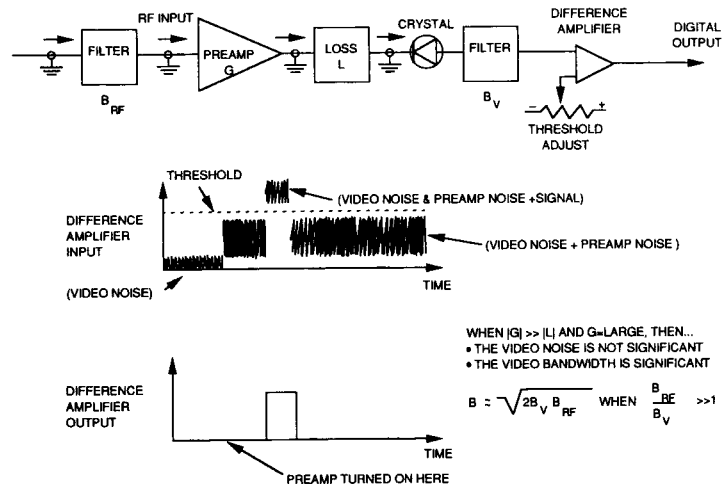 CRYSTAL
DIFFERENCE
AMPLIFIER
DIGITAL
OUTPUT
RF INPUT
FILTER
PREAMP
G
LOSS
L
FILTER
B RF
B V
- +
THRESHOLD
ADJUST
THRESHOLD
(VIDEO NOISE & PREAMP NOISE +SIGNAL)
DIFFERENCE
AMPLIFIER
INPUT
(VIDEO NOISE + PREAMP NOISE )
TIME
(VIDEO NOISE)
WHEN |G| >> |L| AND G=LARGE, THEN...
• THE VIDEO NOISE IS NOT SIGNIFICANT
• THE VIDEO BANDWIDTH IS SIGNIFICANT
B ≈ √2B V B RF WHEN B RF / B V >>1
DIFFERENCE
AMPLIFIER
OUTPUT
TIME
PREAMP TURNED ON HERE